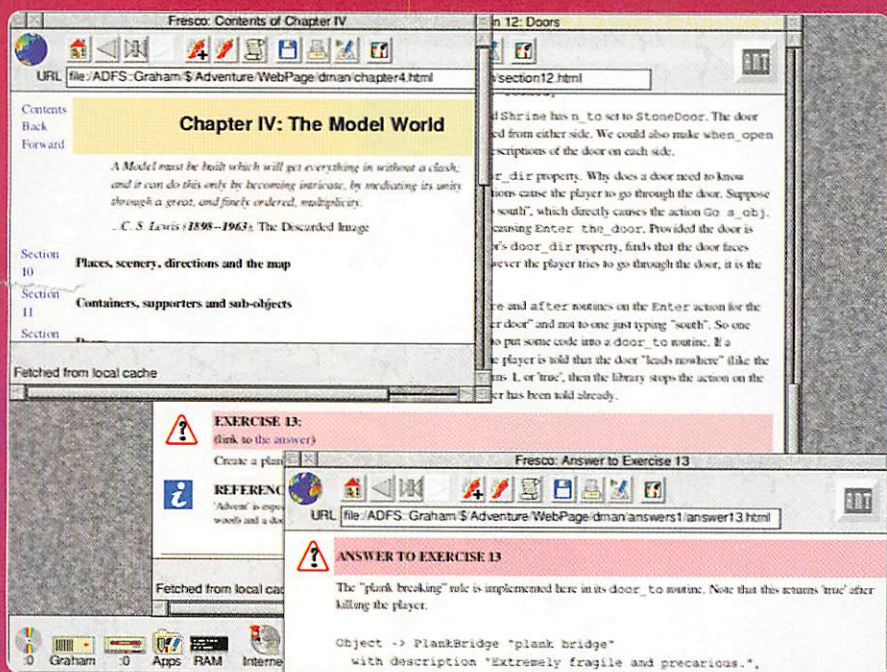 Fresco: Contents of Chapter IV
URL file:/ADFS::Graham/$/Adventure/WebPage/dman/chapter4.html
Contents
Back
Forward
Chapter IV: The Model World
A Model must be built which will get everything in without a clash;
and it can do this only by becoming intricate, by mediating its unity
through a great, and finely ordered, multiplicity.
..C. S. Lewis (1898--1963), The Discarded Image
Section
10
Places, scenery, directions and the map
Section
11
Containers, supporters and sub-objects
Section
Fetched from local cache
n 12: Doors
ANT
/section12.html
Shrine has n_to set to StoneDoor. The door
ed from either side. We could also make when_open
escriptions of the door on each side.
r_dir property. Why does a door need to know
ions cause the player to go through the door. Suppose
south", which directly causes the action Go s_obj.
causing Enter the_door. Provided the door is
r's door_dir property, finds that the door faces
wever the player tries to go through the door, it is the
re and after routines on the Enter action for the
er door" and not to one just typing "south". So one
to put some code into a door_to routine. If a
e player is told that the door "leads nowhere" (like the
rns 1, or 'true', then the library stops the action on the
er has been told already.
EXERCISE 13:
(link to the answer)
Create a plan
REFERENC
'Advent' is
woods and a doo
Fetched from local cac
Fresco: Answer to Exercise 13
URL file:/ADFS::Graham/$/Adventure/WebPage/dman/answers1/answer13.html
ANT
ANSWER TO EXERCISE 13
The "plank breaking" rule is implemented here in its door_to routine. Note that this returns 'true' after
killing the player.
Object -> PlankBridge "plank bridge"
with description "Extremely fragile and precarious.",
:0 Graham :0 Apps RAM Interne